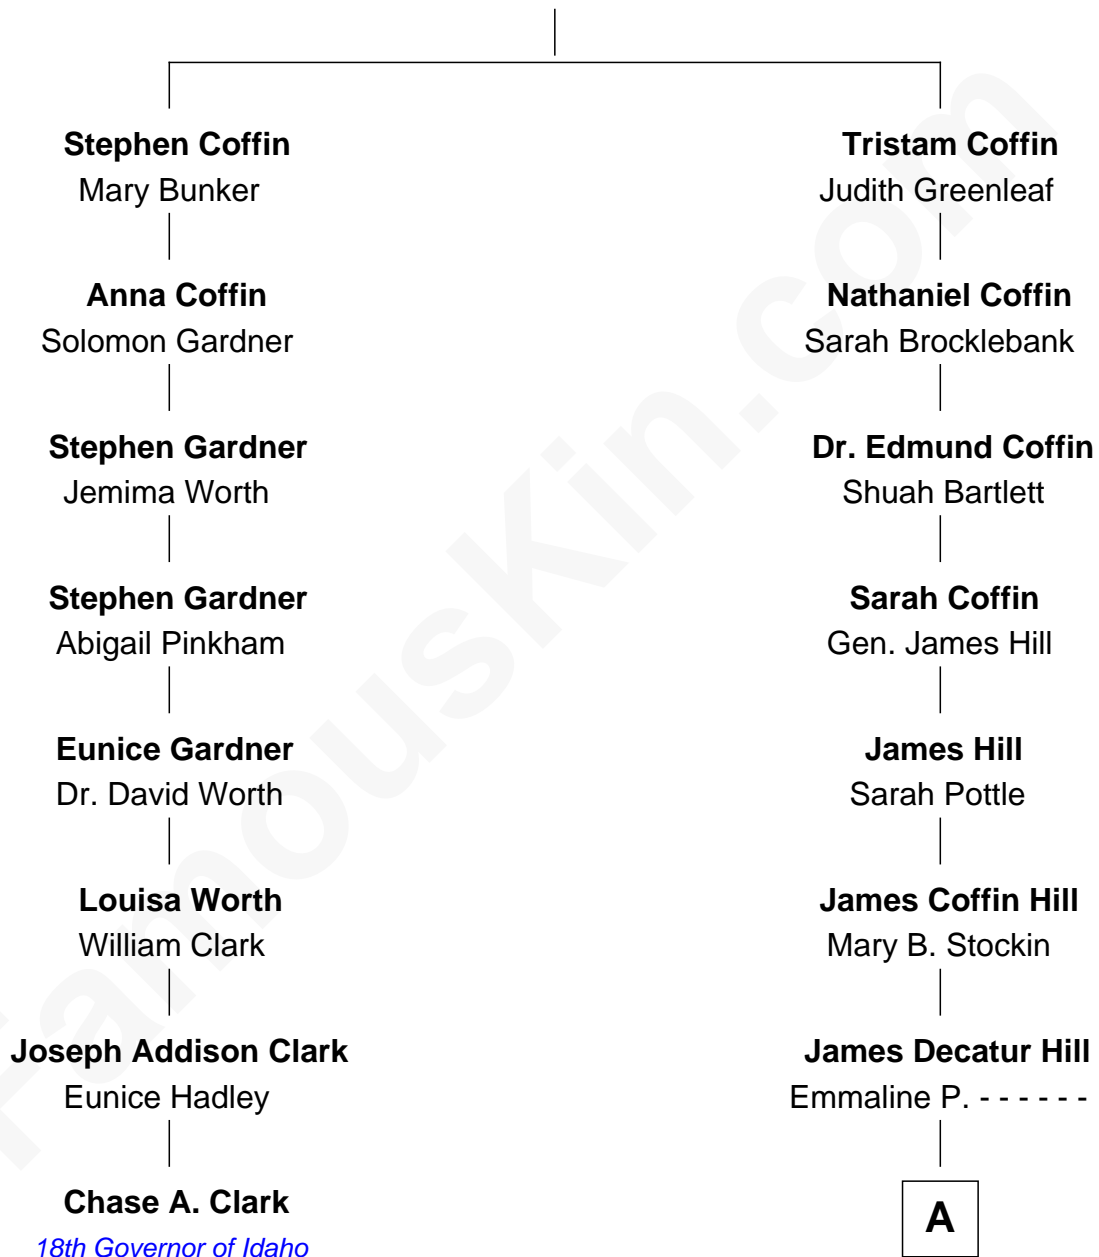 Stephen Coffin
Mary Bunker
Anna Coffin
Solomon Gardner
Stephen Gardner
Jemima Worth
Stephen Gardner
Abigail Pinkham
Eunice Gardner
Dr. David Worth
Louisa Worth
William Clark
Joseph Addison Clark
Eunice Hadley
Chase A. Clark
18th Governor of Idaho
Tristam Coffin
Judith Greenleaf
Nathaniel Coffin
Sarah Brocklebank
Dr. Edmund Coffin
Shuah Bartlett
Sarah Coffin
Gen. James Hill
James Hill
Sarah Pottle
James Coffin Hill
Mary B. Stockin
James Decatur Hill
Emmaline P. - - - - - -
A
FamousKin.com